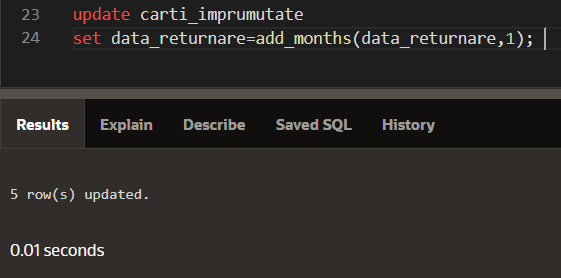 23 update carti_imprumutate
24 set data_returnare=add_months(data_returnare,1);
Results Explain Describe Saved SQL History
5 row(s) updated.
0.01 seconds